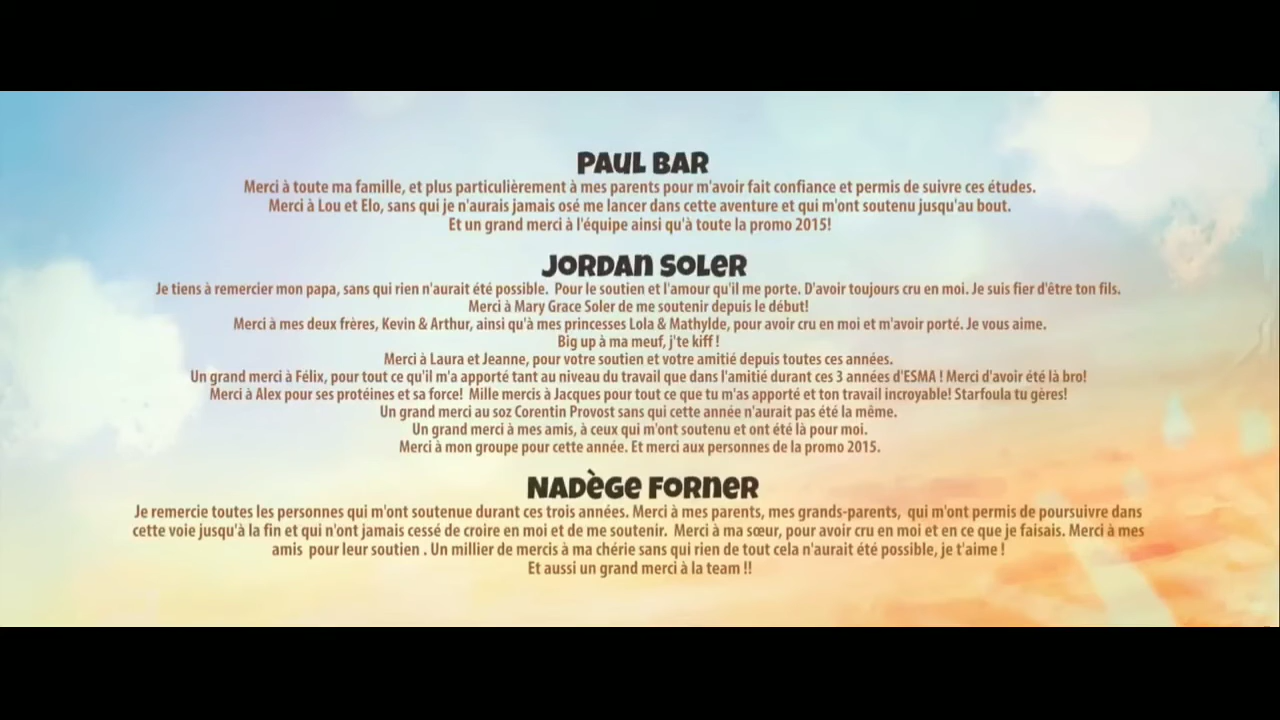 PAUL BAR
Merci à toute ma famille, et plus particulièrement à mes parents pour m'avoir fait confiance et permis de suivre ces études.
Merci à Lou et Elo, sans qui je n'aurais jamais osé me lancer dans cette aventure et qui m'ont soutenu jusqu'au bout.
Et un grand merci à l'équipe ainsi qu'à toute la promo 2015!
JORDAN SOLER
Je tiens à remercier mon papa, sans qui rien n'aurait été possible.  Pour le soutien et l'amour qu'il me porte. D'avoir toujours cru en moi. Je suis fier d'être ton fils.
Merci à Mary Grace Soler de me soutenir depuis le début!
Merci à mes deux frères, Kevin & Arthur, ainsi qu'à mes princesses Lola & Mathylde, pour avoir cru en moi et m'avoir porté. Je vous aime.
Big up à ma meuf, j'te kiff !
Merci à Laura et Jeanne, pour votre soutien et votre amitié depuis toutes ces années.
Un grand merci à Félix, pour tout ce qu'il m'a apporté tant au niveau du travail que dans l'amitié durant ces 3 années d'ESMA ! Merci d'avoir été là bro!
Merci à Alex pour ses protéines et sa force!  Mille mercis à Jacques pour tout ce que tu m'as apporté et ton travail incroyable! Starfoula tu gères!
Un grand merci au soz Corentin Provost sans qui cette année n'aurait pas été la même.
Un grand merci à mes amis, à ceux qui m'ont soutenu et ont été là pour moi.
Merci à mon groupe pour cette année. Et merci aux personnes de la promo 2015.
NADÈGE FORNER
Je remercie toutes les personnes qui m'ont soutenue durant ces trois années. Merci à mes parents, mes grands-parents,  qui m'ont permis de poursuivre dans
cette voie jusqu'à la fin et qui n'ont jamais cessé de croire en moi et de me soutenir.  Merci à ma sœur, pour avoir cru en moi et en ce que je faisais. Merci à mes
amis  pour leur soutien . Un millier de mercis à ma chérie sans qui rien de tout cela n'aurait été possible, je t'aime !
Et aussi un grand merci à la team !!